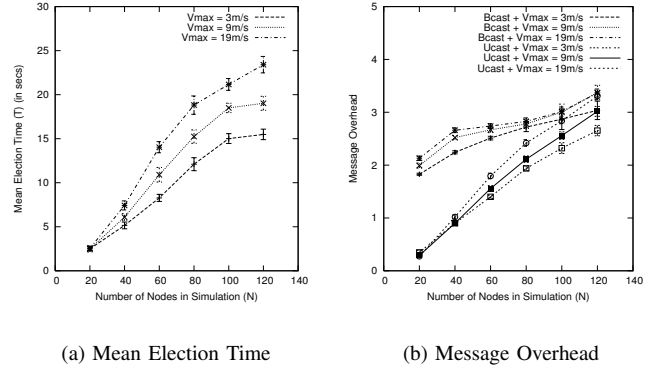 30
25
20
15
10
5
0
0 20 40 60 80 100 120 140
Mean Election Time (T) (in secs)
Number of Nodes in Simulation (N)
Vmax = 3m/s
Vmax = 9m/s
Vmax = 19m/s
(a) Mean Election Time
5
4
3
2
1
0
0 20 40 60 80 100 120 140
Message Overhead
Number of Nodes in Simulation (N)
Bcast + Vmax = 3m/s
Bcast + Vmax = 9m/s
Bcast + Vmax = 19m/s
Ucast + Vmax = 3m/s
Ucast + Vmax = 9m/s
Ucast + Vmax = 19m/s
(b) Message Overhead